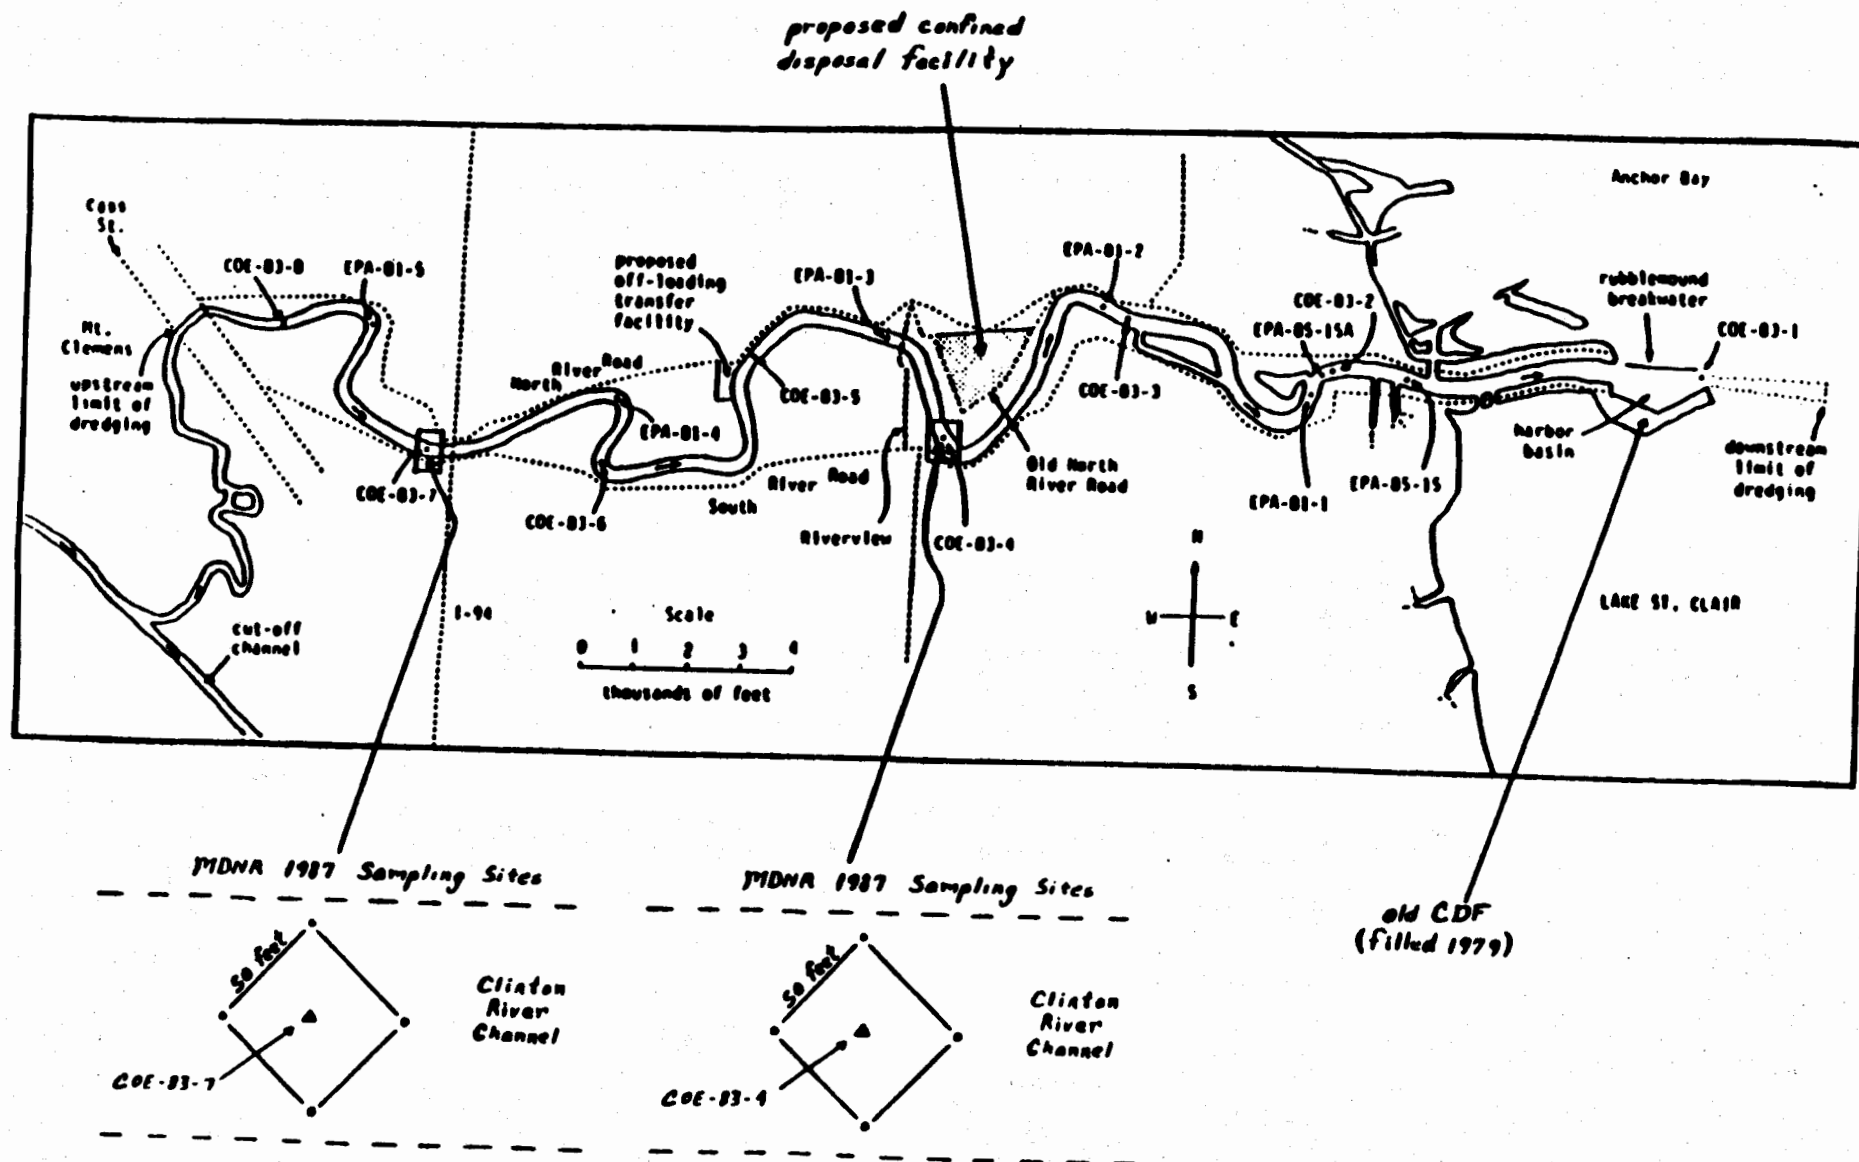 proposed confined
disposal facility
Anchor Bay
Cass
St.
COE-83-8
EPA-81-5
proposed
off-loading
transfer
facility
EPA-81-3
EPA-81-2
COE-83-2
EPA-85-15A
rubblemound
breakwater
COE-83-1
Mt.
Clemens
upstream
limit of
dredging
North River Road
COE-83-5
EPA-81-4
COE-83-3
COE-83-7
COE-83-6
South River Road
Riverview
COE-83-4
Old North
River Road
EPA-81-1
EPA-85-15
harbor
basin
downstream
limit of
dredging
N
W E
S
LAKE ST. CLAIR
I-94
cut-off
channel
Scale
0 1 2 3 4
thousands of feet
MDNR 1987 Sampling Sites
50 feet
Clinton
River
Channel
COE-83-7
MDNR 1987 Sampling Sites
50 feet
Clinton
River
Channel
COE-83-4
old CDF
(filled 1979)